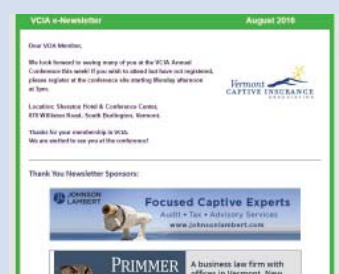 VCIA e-Newsletter
August 2016
Dear VCIA Member,
We look forward to seeing many of you at the VCIA Annual
Conference this week! If you wish to attend but have not registered,
please register at the conference site starting Monday afternoon
at 3pm.
Vermont
CAPTIVE INSURANCE
ASSOCIATION
Location: Sheraton Hotel & Conference Center,
870 Williston Road, South Burlington, Vermont.
Thanks for your membership in VCIA.
We are excited to see you at the conference!
Thank You Newsletter Sponsors:
JOHNSON
LAMBERT
Focused Captive Experts
Audit • Tax • Advisory Services
www.johnsonlambert.com
PRIMMER
A business law firm with
offices in Vermont, New